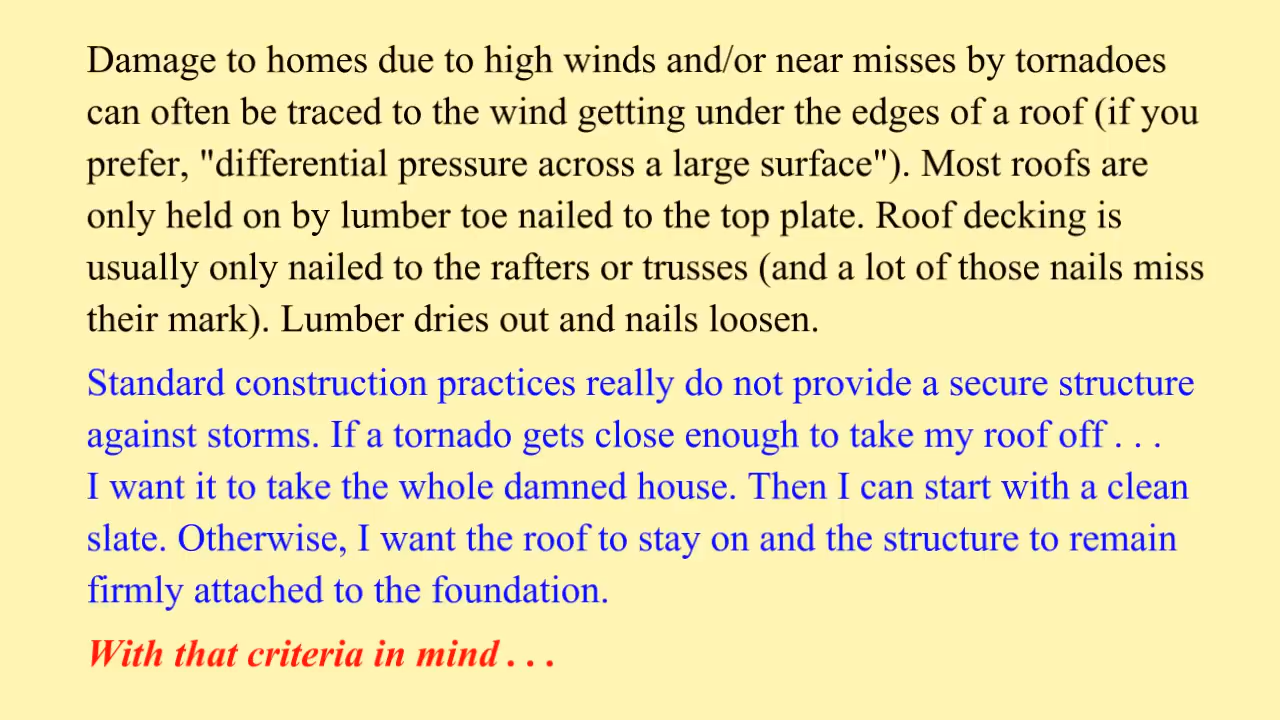 Damage to homes due to high winds and/or near misses by tornadoes
can often be traced to the wind getting under the edges of a roof (if you
prefer, "differential pressure across a large surface"). Most roofs are
only held on by lumber toe nailed to the top plate. Roof decking is
usually only nailed to the rafters or trusses (and a lot of those nails miss
their mark). Lumber dries out and nails loosen.
Standard construction practices really do not provide a secure structure
against storms. If a tornado gets close enough to take my roof off . . .
I want it to take the whole damned house. Then I can start with a clean
slate. Otherwise, I want the roof to stay on and the structure to remain
firmly attached to the foundation.
With that criteria in mind . . .